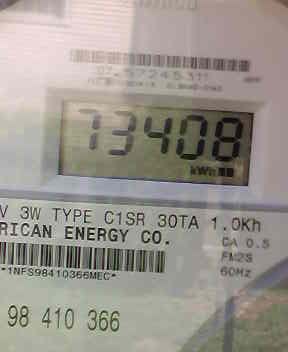 73408
kWh
V 3W TYPE C1SR 30TA 1.0Kh
RICAN ENERGY CO.
CA 0.5
FM2S
*1NFS98410366MEC*
60Hz
98 410 366